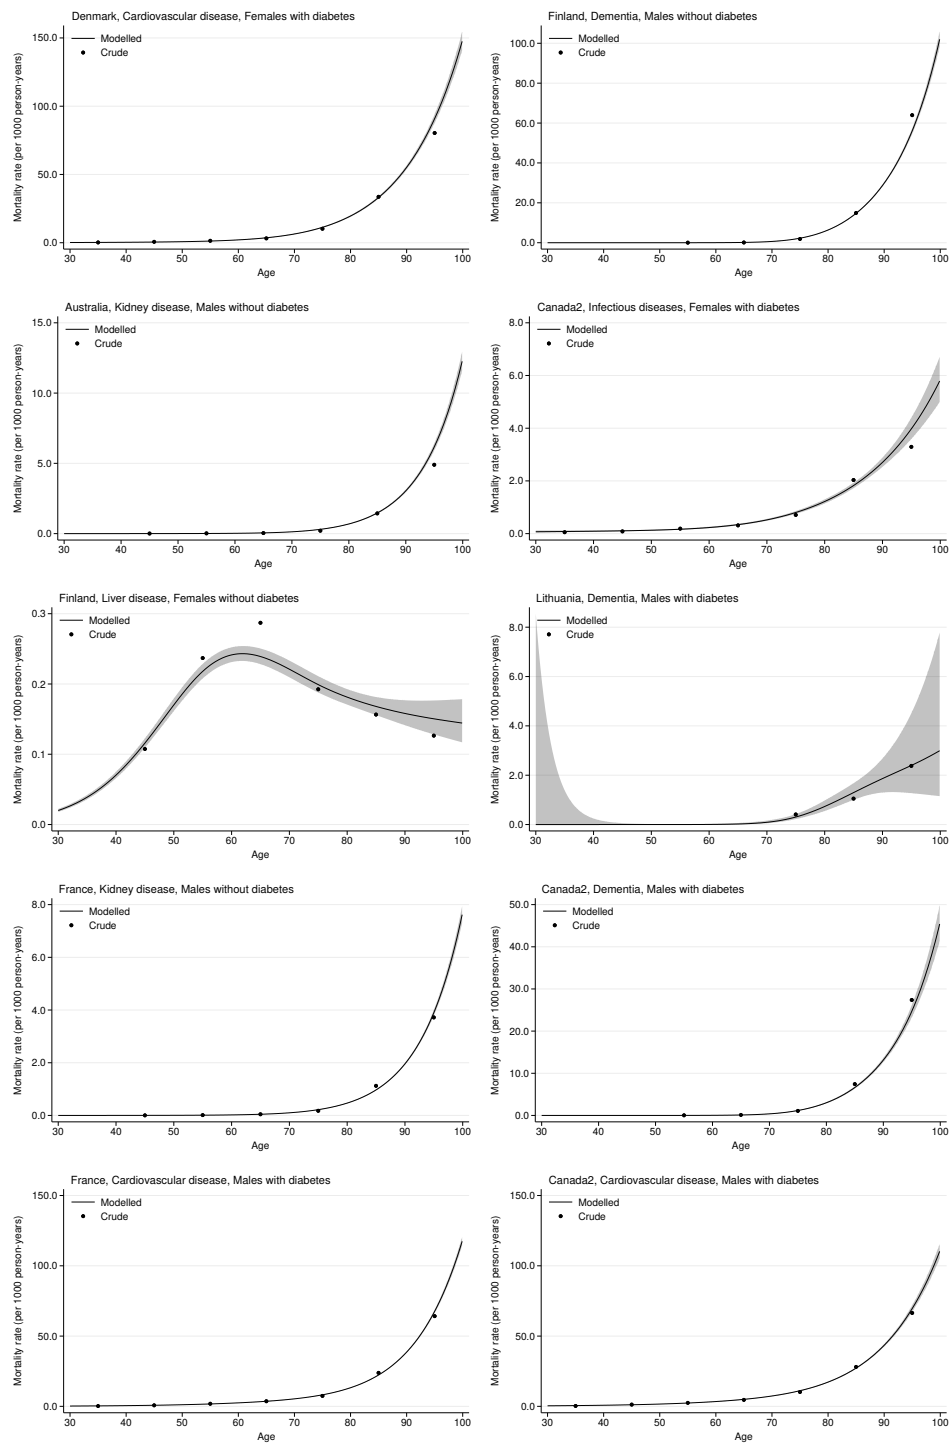 Denmark, Cardiovascular disease, Females with diabetes
Modelled
Crude
Mortality rate (per 1000 person-years)
150.0
100.0
50.0
0.0
30 40 50 60 70 80 90 100
Age
Finland, Dementia, Males without diabetes
Modelled
Crude
Mortality rate (per 1000 person-years)
100.0
80.0
60.0
40.0
20.0
0.0
30 40 50 60 70 80 90 100
Age
Australia, Kidney disease, Males without diabetes
Modelled
Crude
Mortality rate (per 1000 person-years)
15.0
10.0
5.0
0.0
30 40 50 60 70 80 90 100
Age
Canada2, Infectious diseases, Females with diabetes
Modelled
Crude
Mortality rate (per 1000 person-years)
8.0
6.0
4.0
2.0
0.0
30 40 50 60 70 80 90 100
Age
Finland, Liver disease, Females without diabetes
Modelled
Crude
Mortality rate (per 1000 person-years)
0.3
0.2
0.1
0.0
30 40 50 60 70 80 90 100
Age
Lithuania, Dementia, Males with diabetes
Modelled
Crude
Mortality rate (per 1000 person-years)
8.0
6.0
4.0
2.0
0.0
30 40 50 60 70 80 90 100
Age
France, Kidney disease, Males without diabetes
Modelled
Crude
Mortality rate (per 1000 person-years)
8.0
6.0
4.0
2.0
0.0
30 40 50 60 70 80 90 100
Age
Canada2, Dementia, Males with diabetes
Modelled
Crude
Mortality rate (per 1000 person-years)
50.0
40.0
30.0
20.0
10.0
0.0
30 40 50 60 70 80 90 100
Age
France, Cardiovascular disease, Males with diabetes
Modelled
Crude
Mortality rate (per 1000 person-years)
150.0
100.0
50.0
0.0
30 40 50 60 70 80 90 100
Age
Canada2, Cardiovascular disease, Males with diabetes
Modelled
Crude
Mortality rate (per 1000 person-years)
150.0
100.0
50.0
0.0
30 40 50 60 70 80 90 100
Age